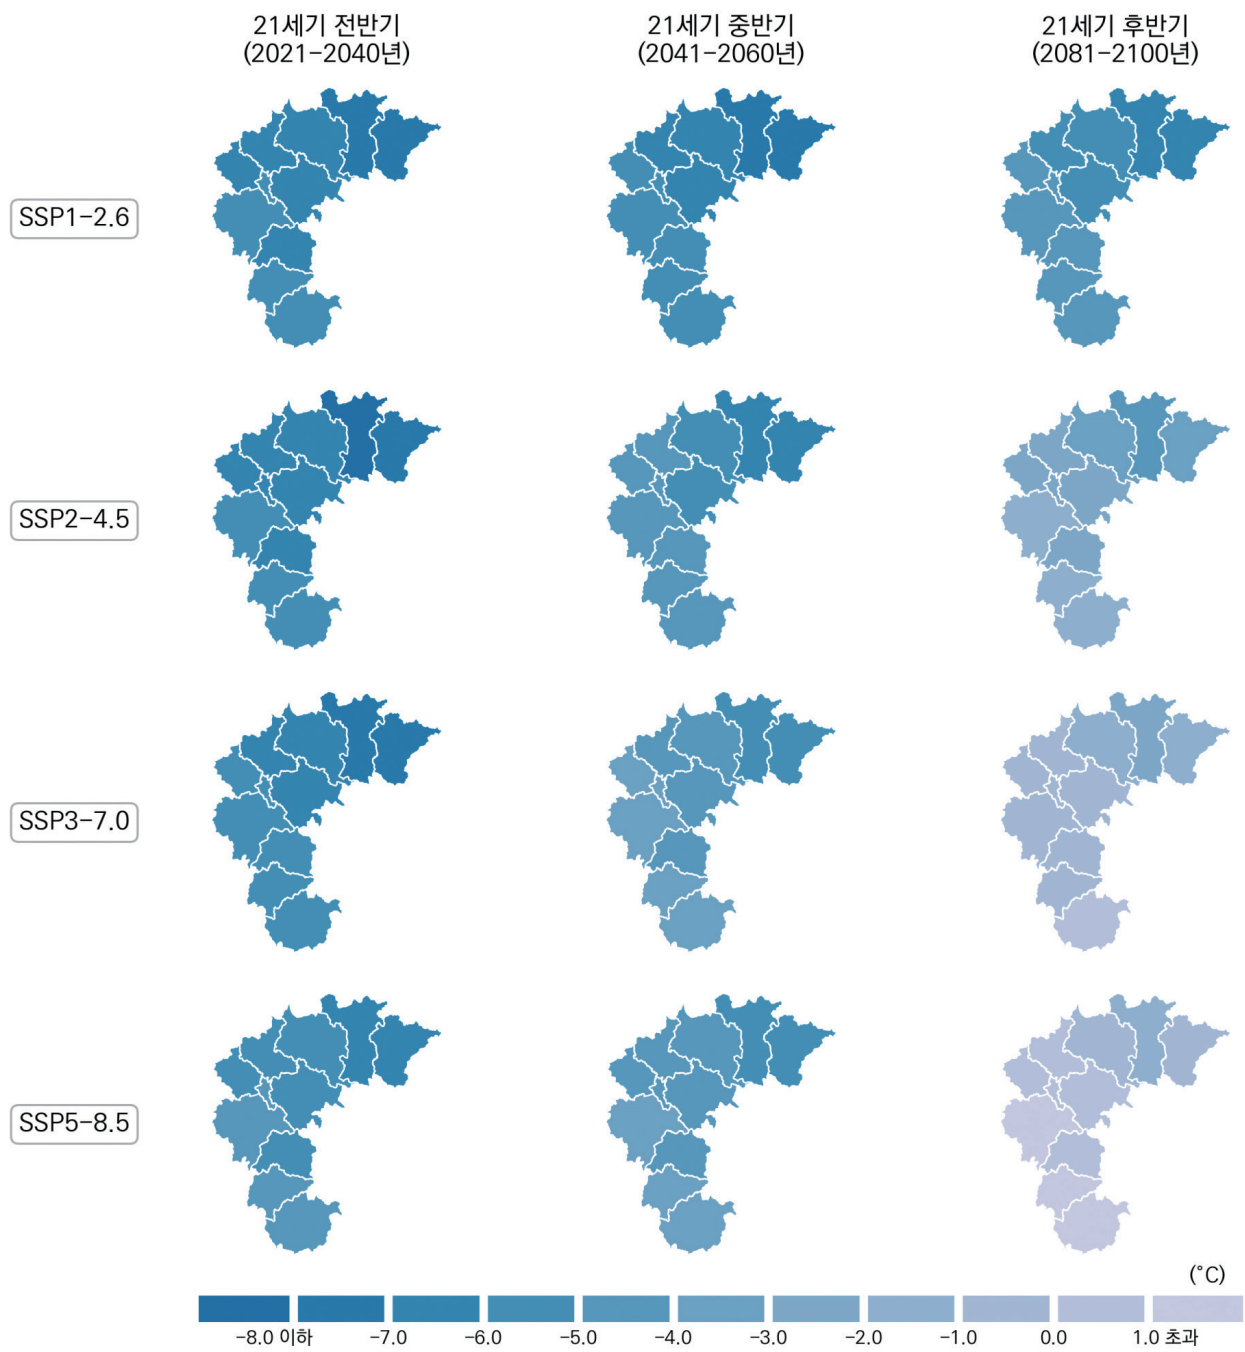 21세기 전반기
(2021-2040년)
21세기 중반기
(2041-2060년)
21세기 후반기
(2081-2100년)
SSP1-2.6
SSP2-4.5
SSP3-7.0
SSP5-8.5
(°C)
-8.0 이하 -7.0 -6.0 -5.0 -4.0 -3.0 -2.0 -1.0 0.0 1.0 초과